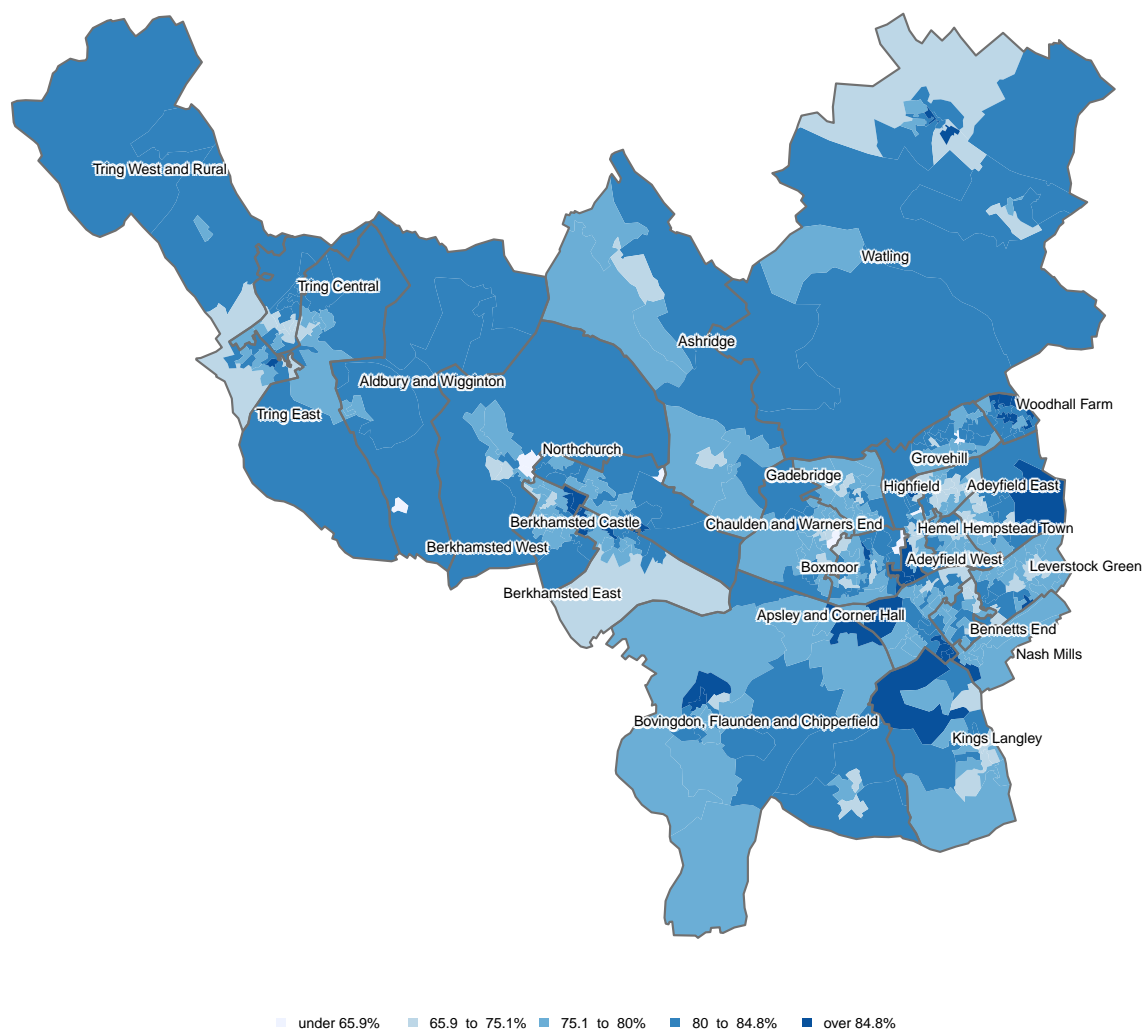 Tring West and Rural
Watling
Tring Central
Ashridge
Aldbury and Wigginton
Woodhall Farm
Tring East
Northchurch
Grovehill
Gadebridge
Highfield
Adeyfield East
Berkhamsted Castle
Chaulden and Warners End
Hemel Hempstead Town
Berkhamsted West
Adeyfield West
Boxmoor
Leverstock Green
Berkhamsted East
Apsley and Corner Hall
Bennetts End
Nash Mills
Bovingdon, Flaunden and Chipperfield
Kings Langley
under 65.9% 65.9 to 75.1% 75.1 to 80% 80 to 84.8% over 84.8%